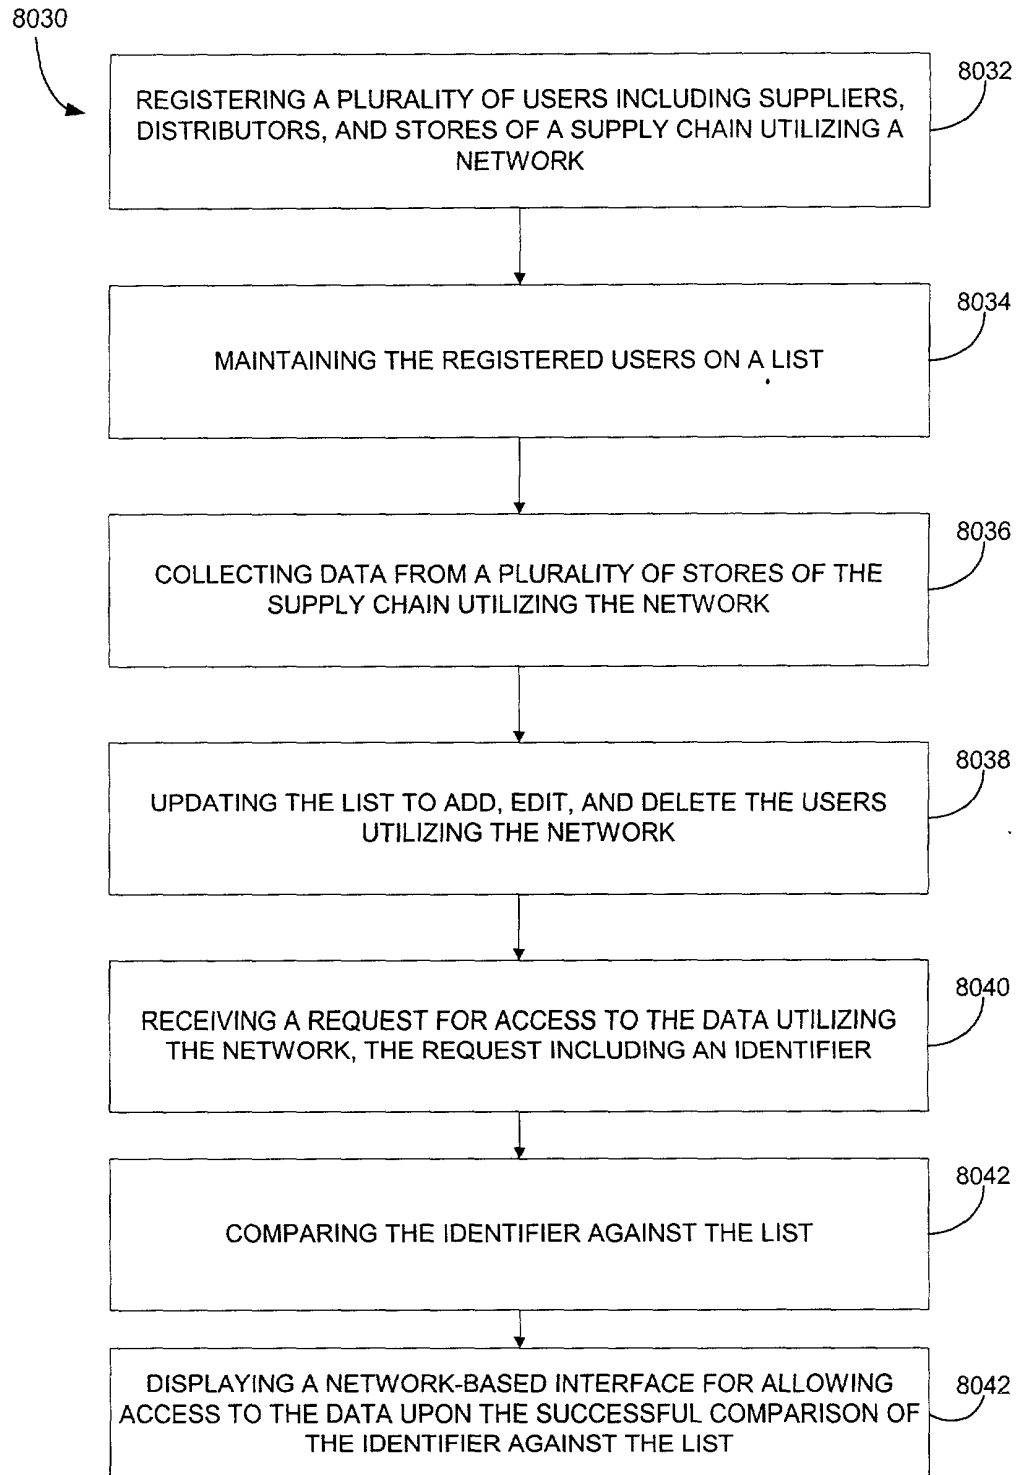 8030
8032
REGISTERING A PLURALITY OF USERS INCLUDING SUPPLIERS,
DISTRIBUTORS, AND STORES OF A SUPPLY CHAIN UTILIZING A
NETWORK
8034
MAINTAINING THE REGISTERED USERS ON A LIST
8036
COLLECTING DATA FROM A PLURALITY OF STORES OF THE
SUPPLY CHAIN UTILIZING THE NETWORK
8038
UPDATING THE LIST TO ADD, EDIT, AND DELETE THE USERS
UTILIZING THE NETWORK
8040
RECEIVING A REQUEST FOR ACCESS TO THE DATA UTILIZING
THE NETWORK, THE REQUEST INCLUDING AN IDENTIFIER
8042
COMPARING THE IDENTIFIER AGAINST THE LIST
8042
DISPLAYING A NETWORK-BASED INTERFACE FOR ALLOWING
ACCESS TO THE DATA UPON THE SUCCESSFUL COMPARISON OF
THE IDENTIFIER AGAINST THE LIST